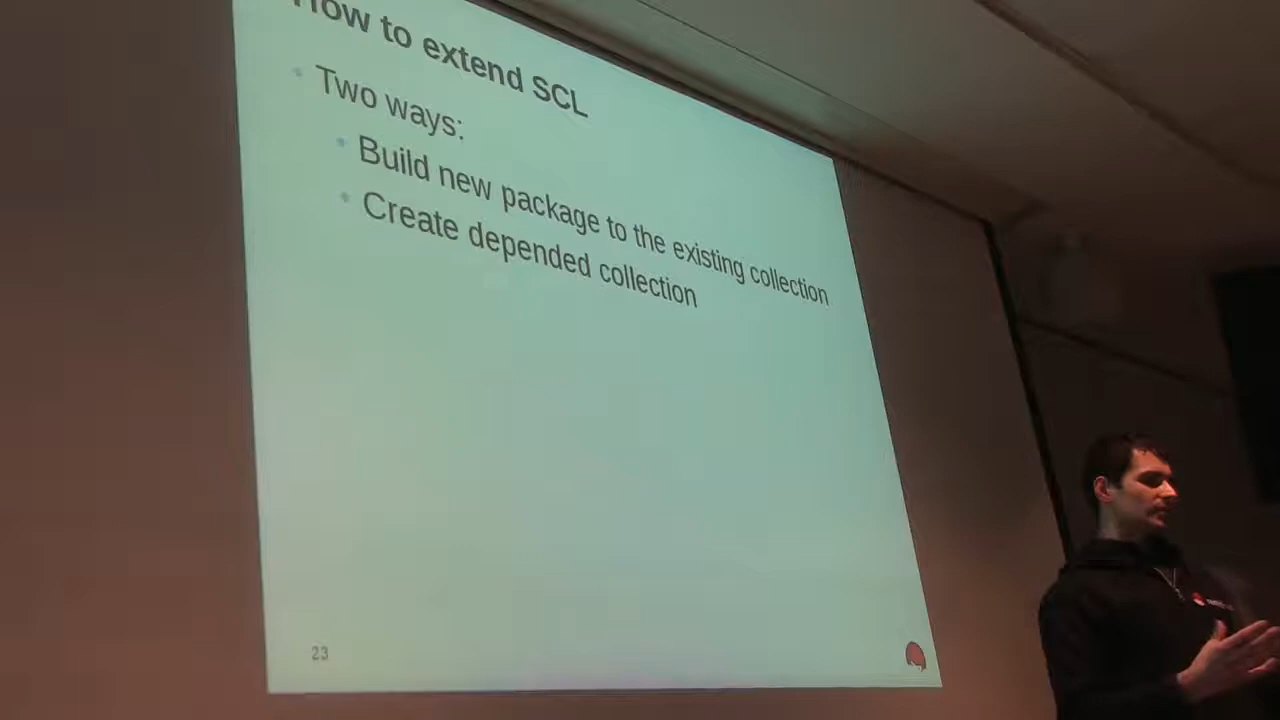 How to extend SCL
Two ways:
Build new package to the existing collection
Create depended collection
23